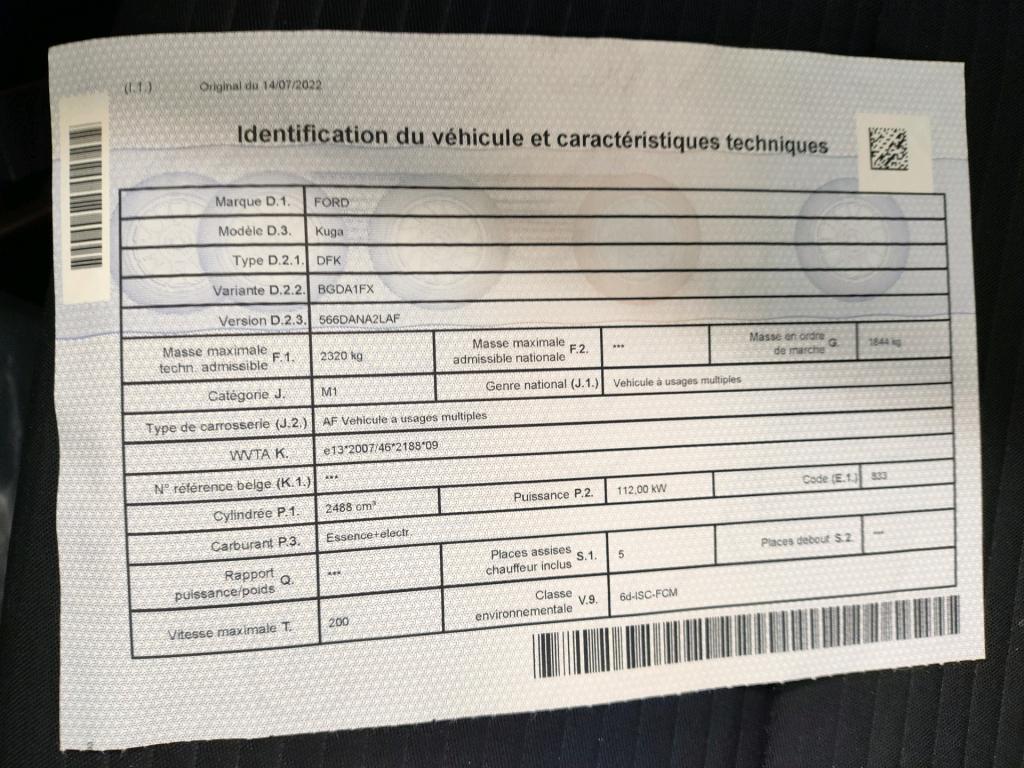 (I.1.) Original du 14/07/2022
Identification du véhicule et caractéristiques techniques
Marque D.1. FORD
Modèle D.3. Kuga
Type D.2.1. DFK
Variante D.2.2. BGDA1FX
Version D.2.3. 566DANA2LAF
Masse maximale techn. admissible F.1. 2320 kg Masse maximale admissible nationale F.2. *** Masse en ordre de marche G. 1844 kg
Catégorie J. M1 Genre national (J.1.) Vehicule à usages multiples
Type de carrosserie (J.2.) AF Vehicule a usages multiples
WVTA K. e13*2007/46*2188*09
N° référence belge (K.1.) ***
Cylindrée P.1. 2488 cm³ Puissance P.2. 112,00 kW Code (E.1.) 833
Carburant P.3. Essence+electr.
Rapport puissance/poids Q. *** Places assises chauffeur inclus S.1. 5 Places debout S.2. ---
Vitesse maximale T. 200 Classe environnementale V.9. 6d-ISC-FCM